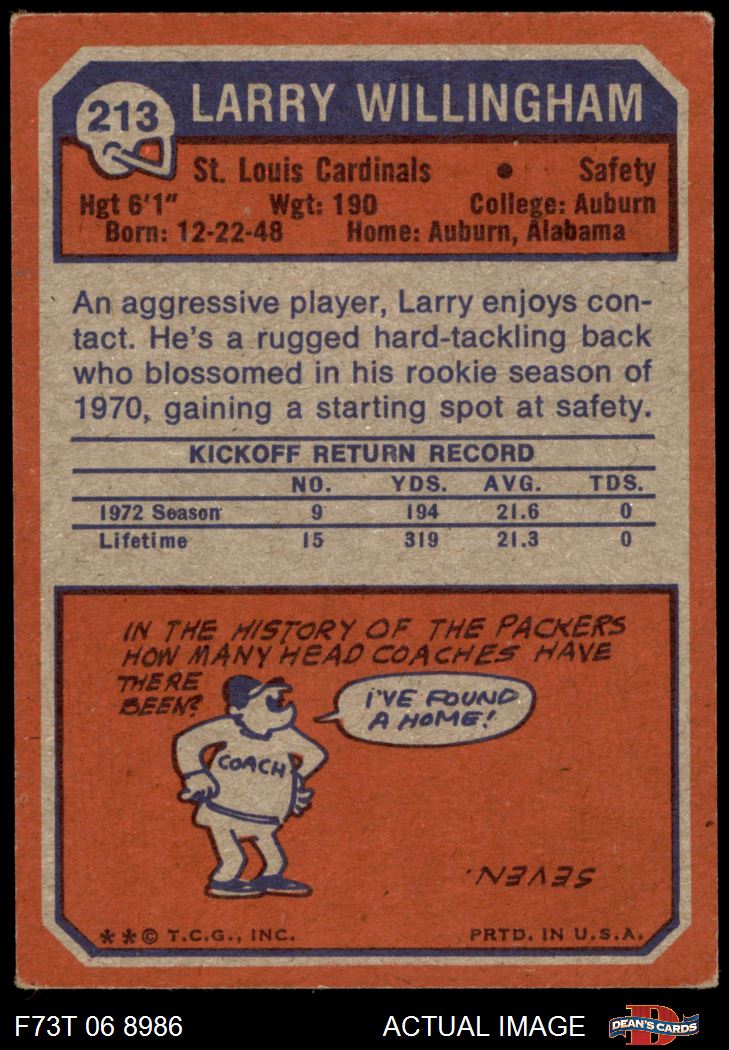 213
LARRY WILLINGHAM
St. Louis Cardinals • Safety
Hgt 6'1" Wgt: 190 College: Auburn
Born: 12-22-48 Home: Auburn, Alabama
An aggressive player, Larry enjoys con-
tact. He's a rugged hard-tackling back
who blossomed in his rookie season of
1970, gaining a starting spot at safety.
KICKOFF RETURN RECORD
NO. YDS. AVG. TDS.
1972 Season 9 194 21.6 0
Lifetime 15 319 21.3 0
IN THE HISTORY OF THE PACKERS
HOW MANY HEAD COACHES HAVE
THERE
BEEN?
I'VE FOUND
A HOME!
COACH
SEVEN.
**© T.C.G., INC. PRTD. IN U.S.A.
F73T 06 8986 ACTUAL IMAGE
D
DEAN'S CARDS